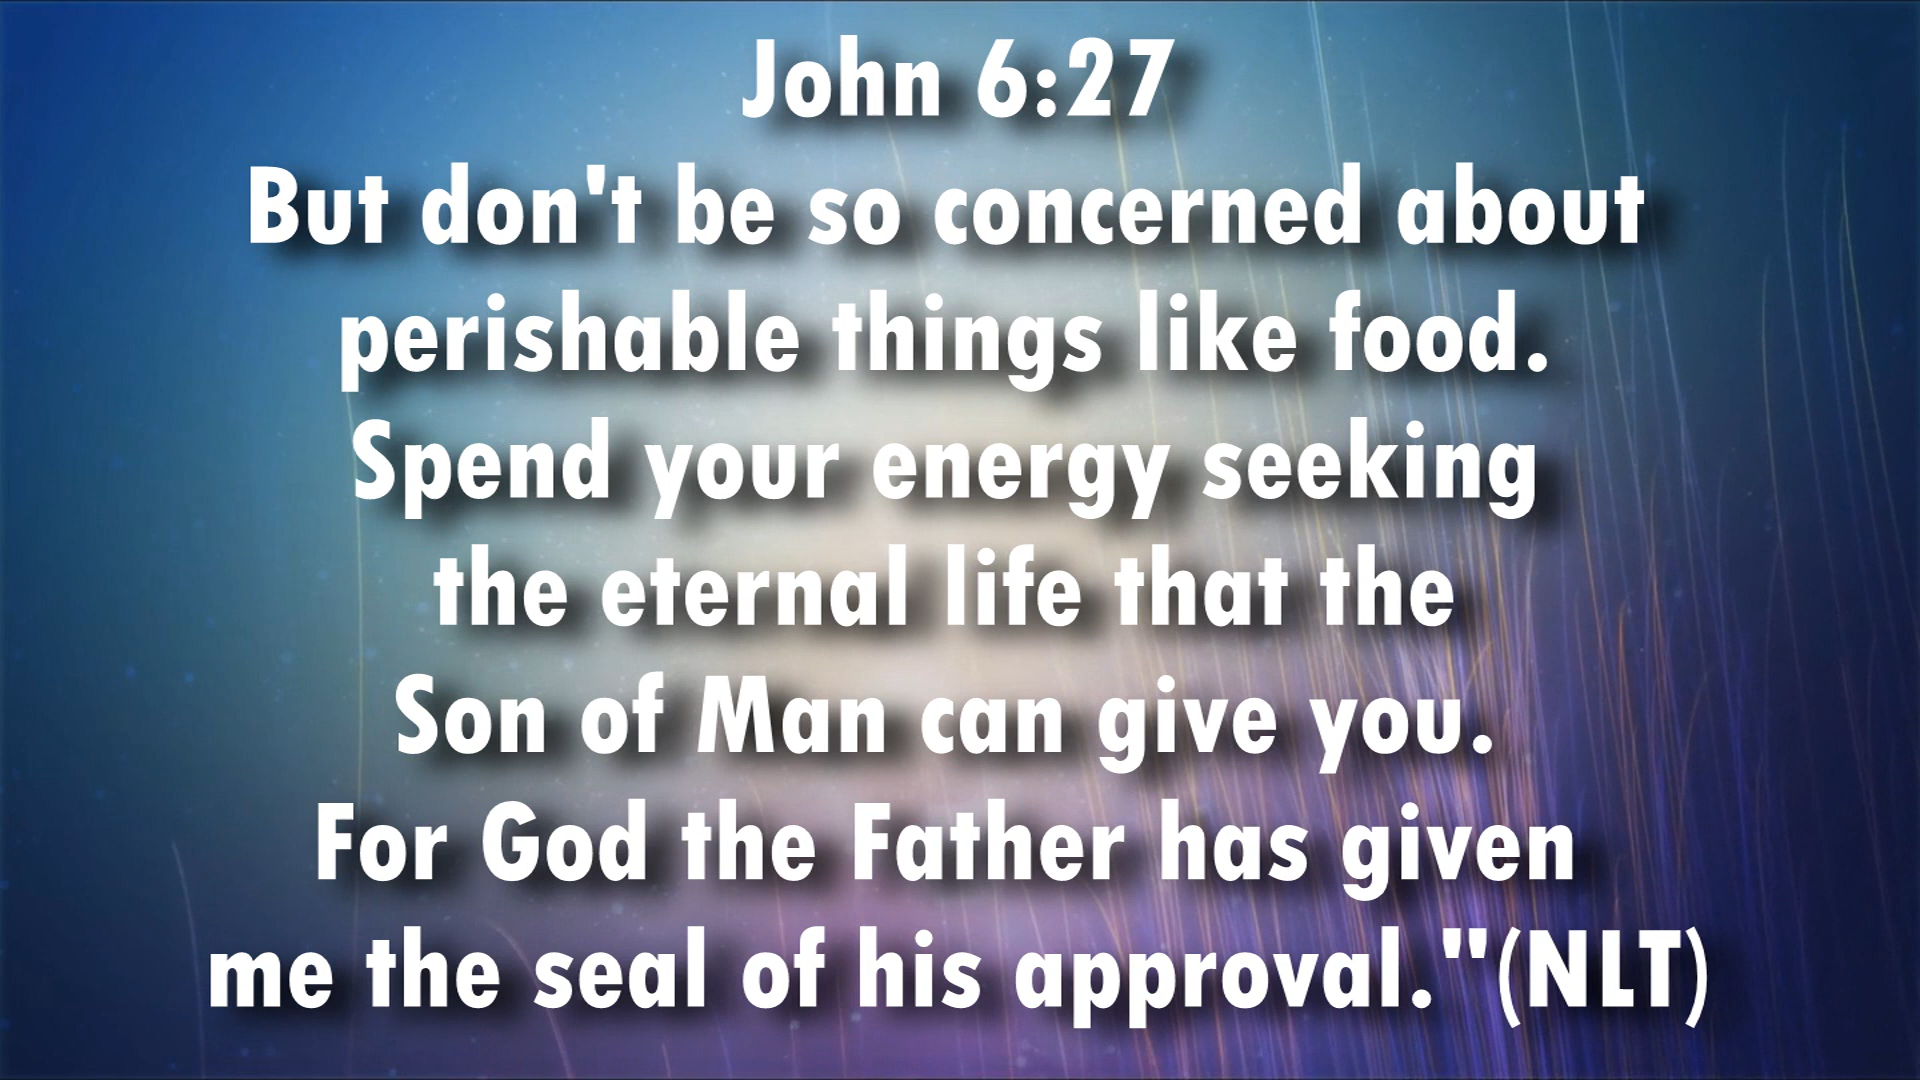 John 6:27
But don't be so concerned about
perishable things like food.
Spend your energy seeking
the eternal life that the
Son of Man can give you.
For God the Father has given
me the seal of his approval."(NLT)